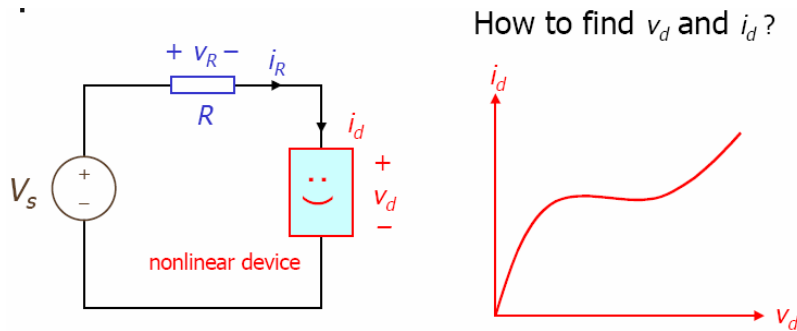 How to find v_d and i_d ?
+ v_R −
i_R
R
i_d
+
v_d
−
V_s
+
−
nonlinear device
i_d
v_d